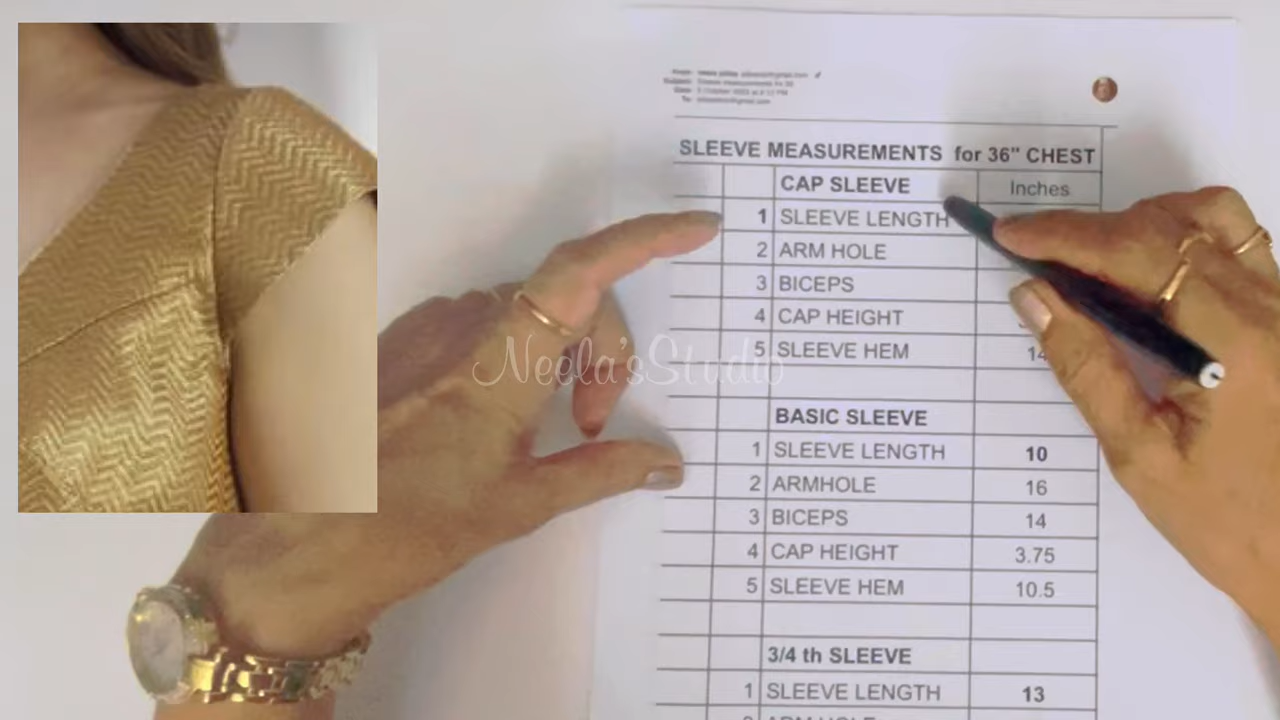 SLEEVE MEASUREMENTS for 36" CHEST
CAP SLEEVE Inches
1 SLEEVE LENGTH
2 ARM HOLE
3 BICEPS
4 CAP HEIGHT
5 SLEEVE HEM 14
Neela'sStudio
BASIC SLEEVE
1 SLEEVE LENGTH 10
2 ARMHOLE 16
3 BICEPS 14
4 CAP HEIGHT 3.75
5 SLEEVE HEM 10.5
3/4 th SLEEVE
1 SLEEVE LENGTH 13